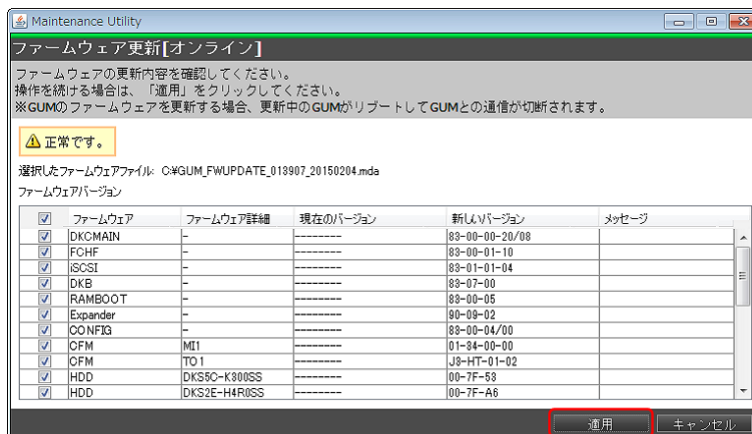 Maintenance Utility
ファームウェア更新[オンライン]
ファームウェアの更新内容を確認してください。
操作を続ける場合は、「適用」をクリックしてください。
※GUMのファームウェアを更新する場合、更新中のGUMがリブートしてGUMとの通信が切断されます。
正常です。
選択したファームウェアファイル: C:¥GUM_FWUPDATE_013907_20150204.mda
ファームウェアバージョン
ファームウェア ファームウェア詳細 現在のバージョン 新しいバージョン メッセージ
DKCMAIN - -------- 83-00-00-20/08
FCHF - -------- 83-00-01-10
iSCSI - -------- 83-01-01-04
DKB - -------- 83-07-00
RAMBOOT - -------- 83-00-05
Expander - -------- 90-09-02
CONFIG - -------- 83-00-04/00
CFM MI1 -------- 01-34-00-00
CFM TO1 -------- J3-HT-01-02
HDD DKS5C-K300SS -------- 00-7F-53
HDD DKS2E-H4R0SS -------- 00-7F-A6
適用 キャンセル